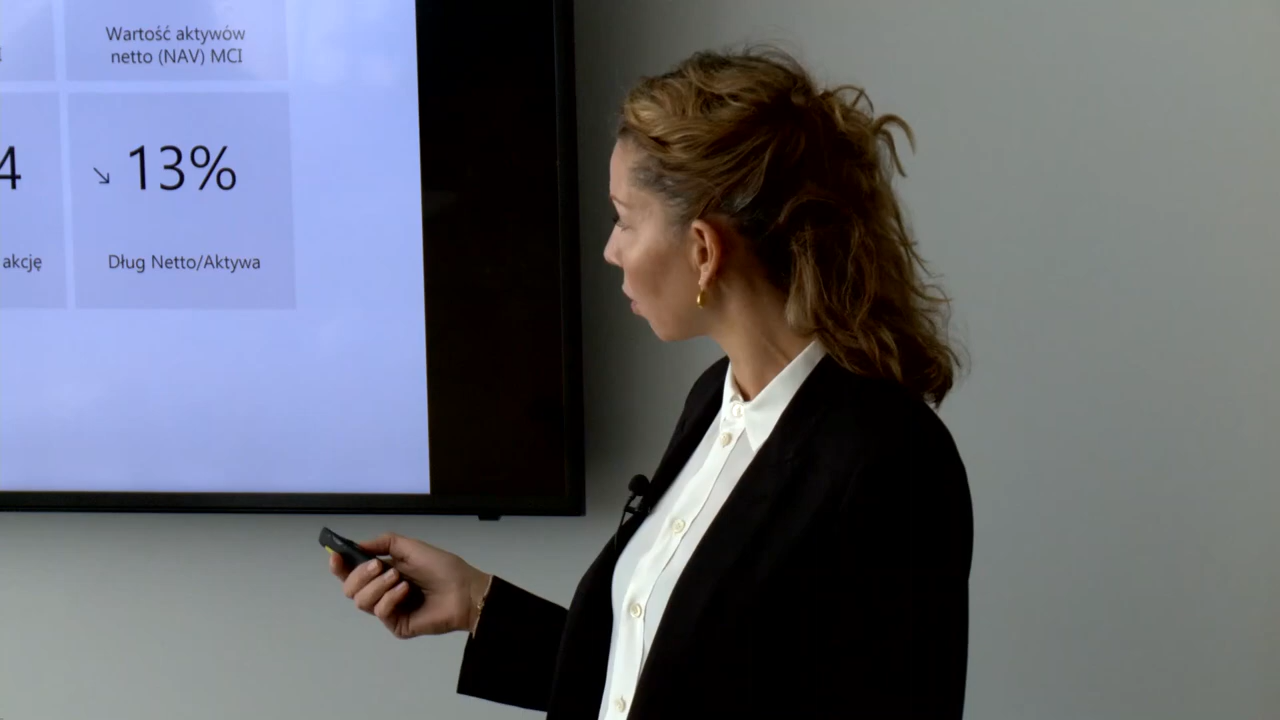 Wartość aktywów
netto (NAV) MCI
4
↘ 13%
akcję
Dług Netto/Aktywa